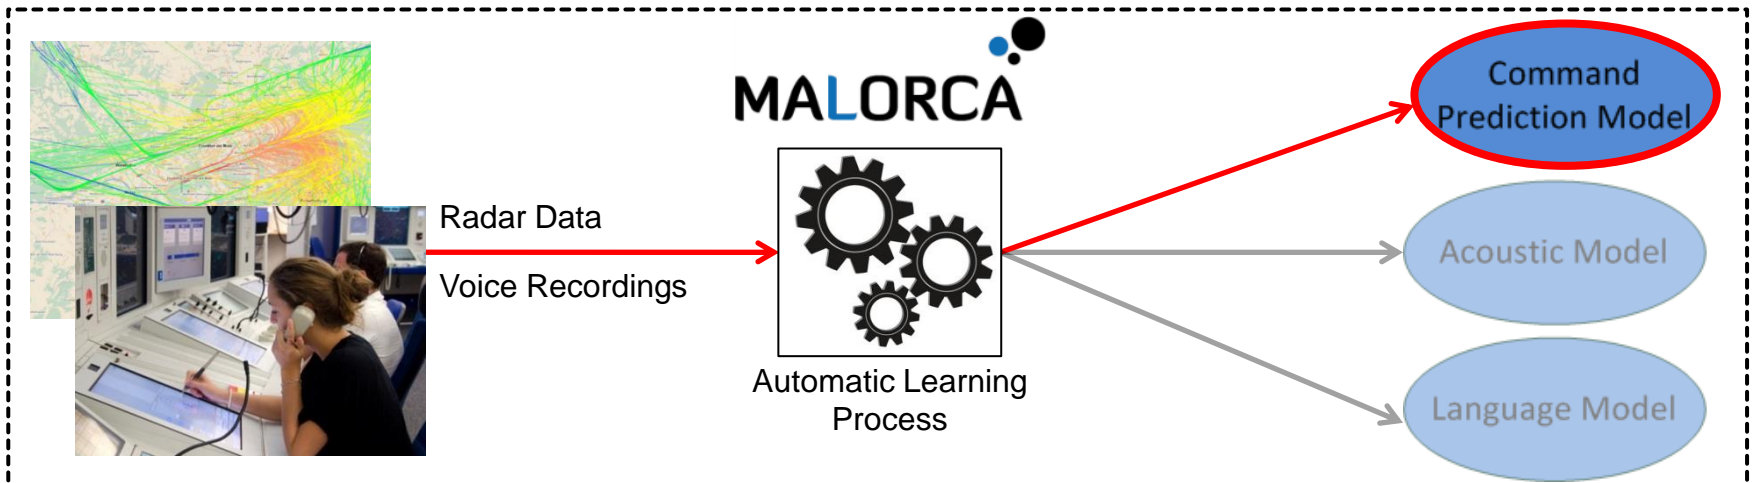 MALORCA
Radar Data
Voice Recordings
Automatic Learning
Process
Command
Prediction Model
Acoustic Model
Language Model